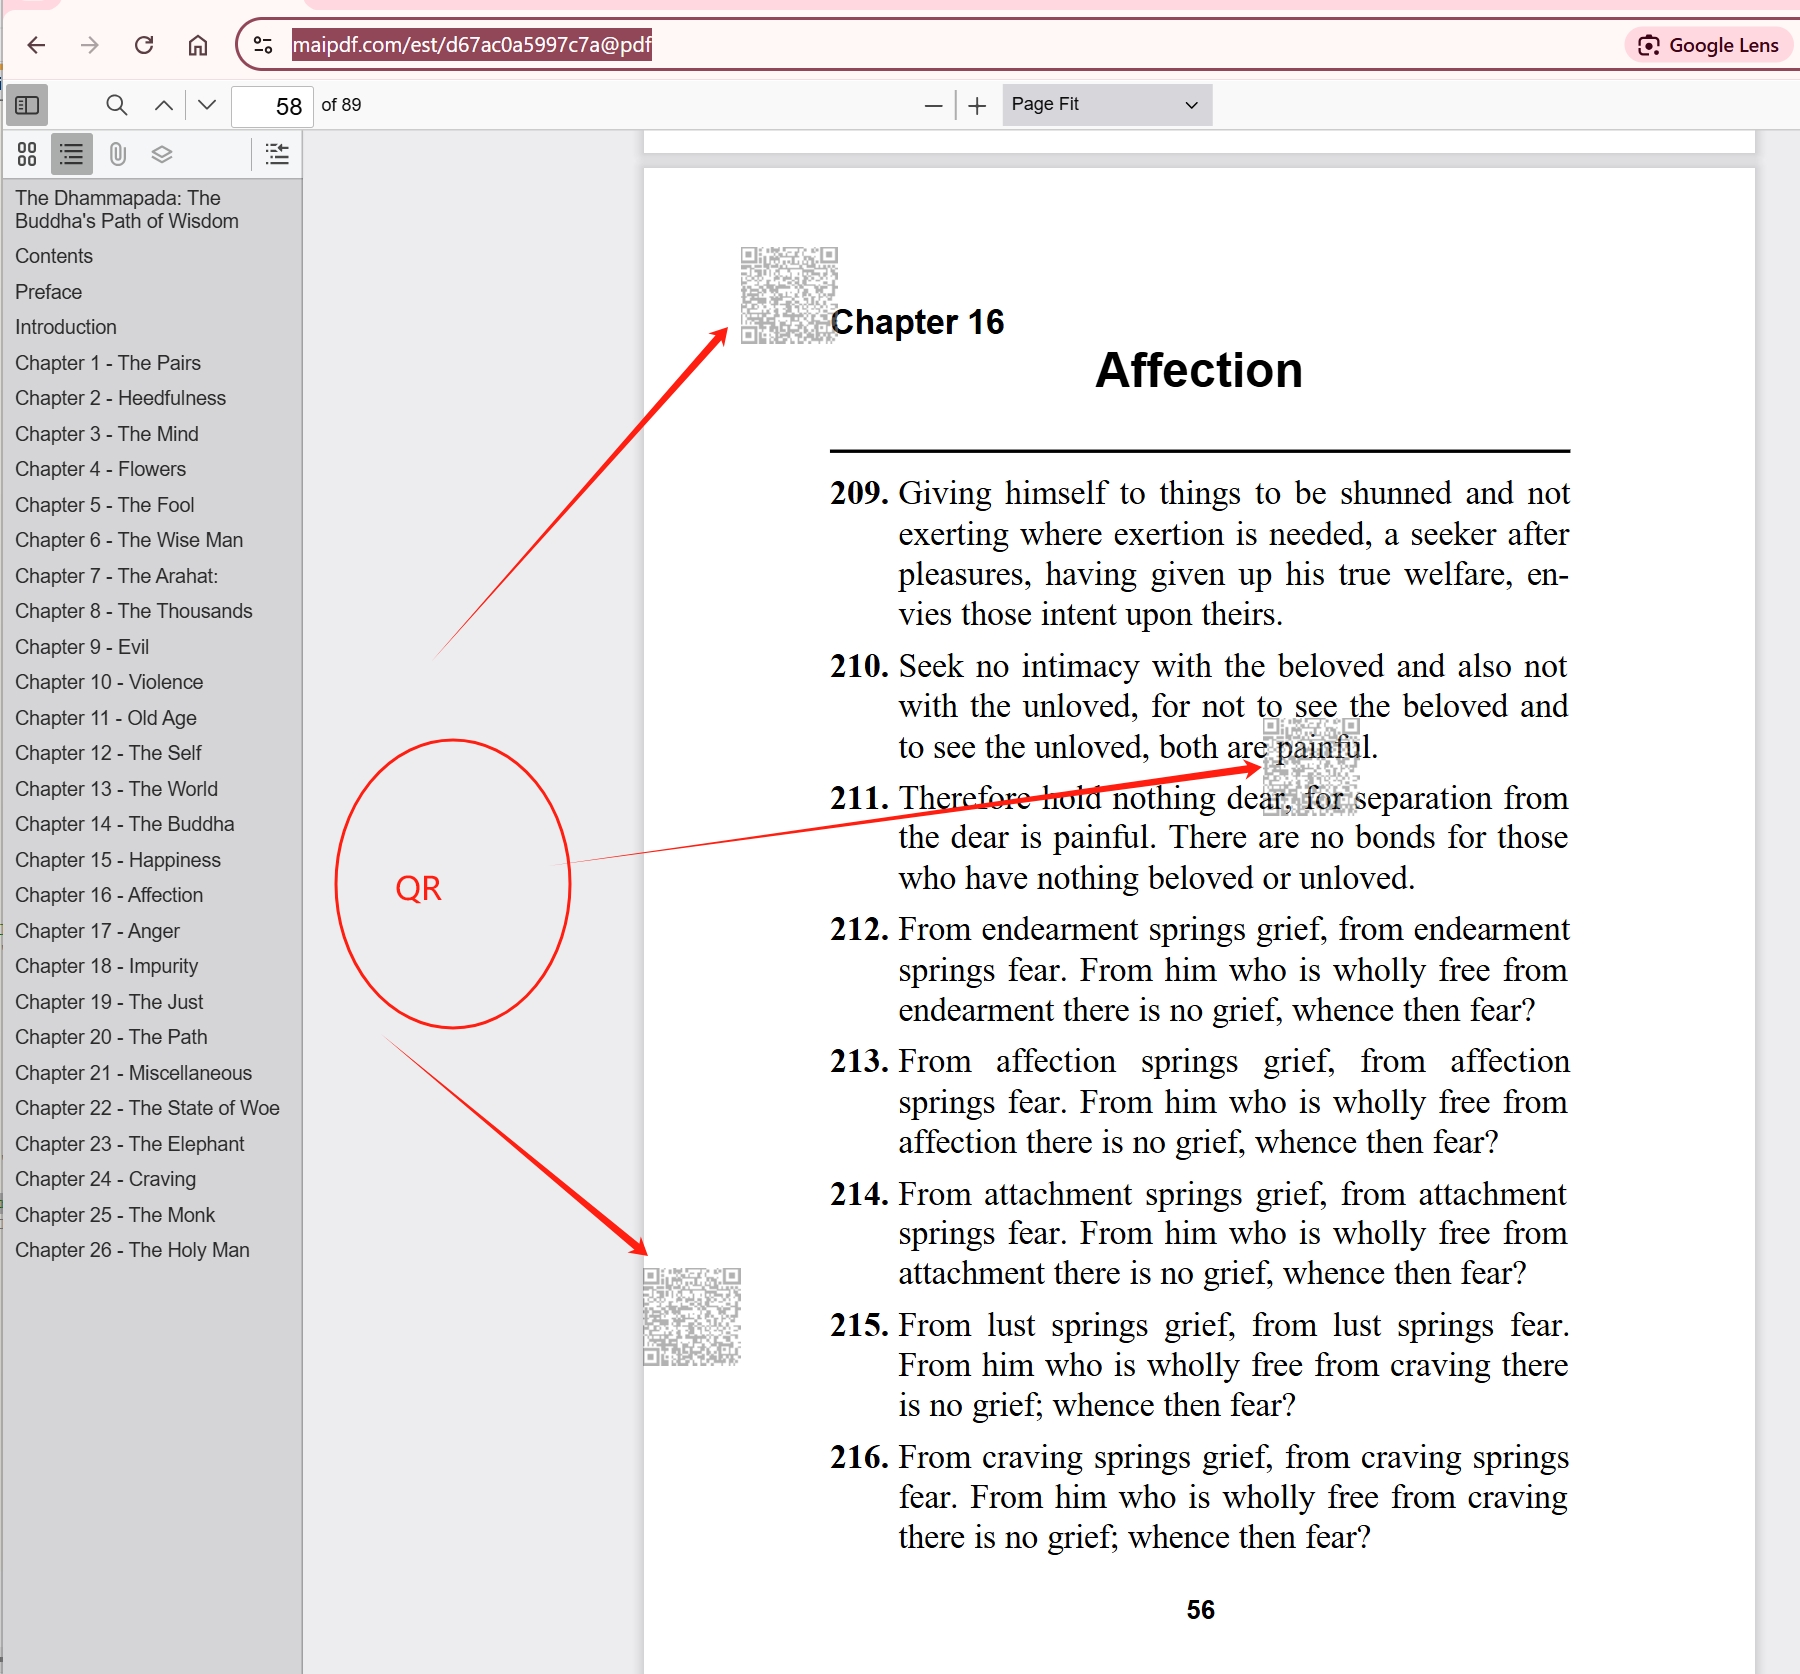 maipdf.com/est/d67ac0a5997c7a@pdf
Google Lens
58 of 89
Page Fit
The Dhammapada: The
Buddha's Path of Wisdom
Contents
Preface
Introduction
Chapter 1 - The Pairs
Chapter 2 - Heedfulness
Chapter 3 - The Mind
Chapter 4 - Flowers
Chapter 5 - The Fool
Chapter 6 - The Wise Man
Chapter 7 - The Arahat:
Chapter 8 - The Thousands
Chapter 9 - Evil
Chapter 10 - Violence
Chapter 11 - Old Age
Chapter 12 - The Self
Chapter 13 - The World
Chapter 14 - The Buddha
Chapter 15 - Happiness
Chapter 16 - Affection
Chapter 17 - Anger
Chapter 18 - Impurity
Chapter 19 - The Just
Chapter 20 - The Path
Chapter 21 - Miscellaneous
Chapter 22 - The State of Woe
Chapter 23 - The Elephant
Chapter 24 - Craving
Chapter 25 - The Monk
Chapter 26 - The Holy Man
QR
Chapter 16
Affection
209. Giving himself to things to be shunned and not
exerting where exertion is needed, a seeker after
pleasures, having given up his true welfare, en-
vies those intent upon theirs.
210. Seek no intimacy with the beloved and also not
with the unloved, for not to see the beloved and
to see the unloved, both are painful.
211. Therefore hold nothing dear, for separation from
the dear is painful. There are no bonds for those
who have nothing beloved or unloved.
212. From endearment springs grief, from endearment
springs fear. From him who is wholly free from
endearment there is no grief, whence then fear?
213. From affection springs grief, from affection
springs fear. From him who is wholly free from
affection there is no grief, whence then fear?
214. From attachment springs grief, from attachment
springs fear. From him who is wholly free from
attachment there is no grief, whence then fear?
215. From lust springs grief, from lust springs fear.
From him who is wholly free from craving there
is no grief; whence then fear?
216. From craving springs grief, from craving springs
fear. From him who is wholly free from craving
there is no grief; whence then fear?
56